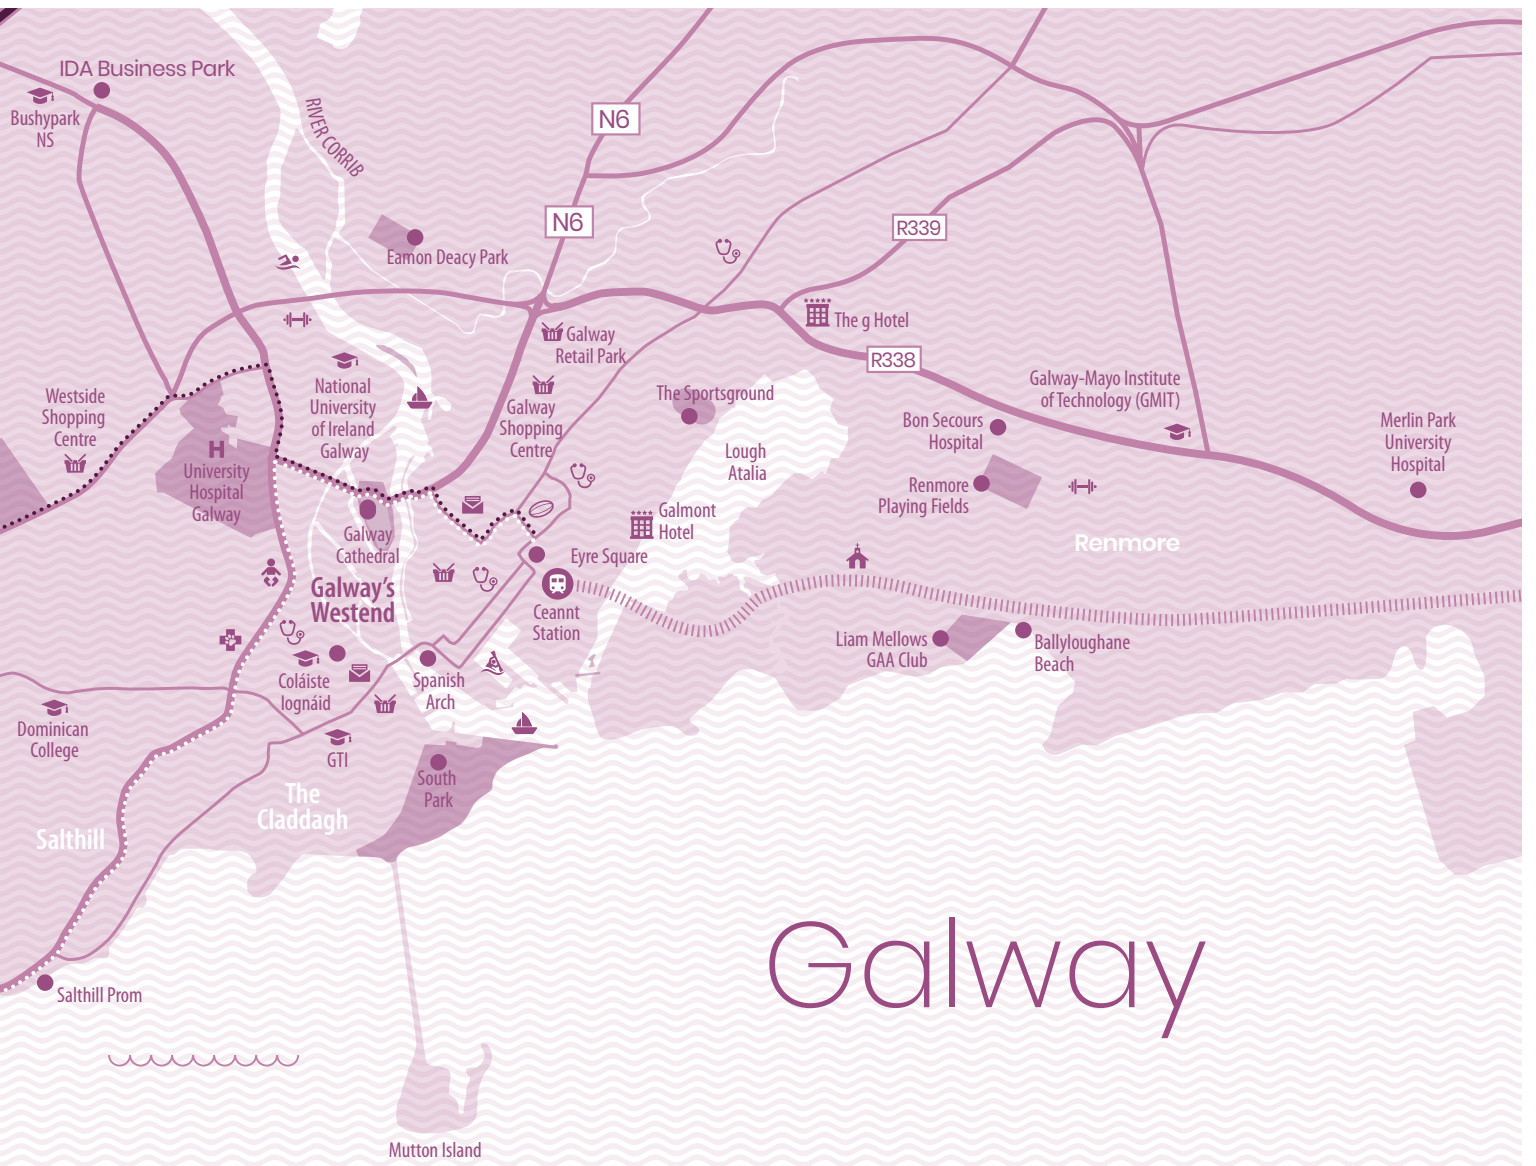 IDA Business Park
Bushypark
NS
RIVER CORRIB
N6
N6
R339
Eamon Deacy Park
The g Hotel
Galway
Retail Park
R338
Westside
Shopping
Centre
National
University
of Ireland
Galway
Galway
Shopping
Centre
The Sportsground
Galway-Mayo Institute
of Technology (GMIT)
Bon Secours
Hospital
Merlin Park
University
Hospital
Lough
Atalia
H
University
Hospital
Galway
Renmore
Playing Fields
Galmont
Hotel
Galway
Cathedral
Eyre Square
Renmore
Galway’s
Westend
Ceannt
Station
Liam Mellows
GAA Club
Ballyloughane
Beach
Coláiste
Iognáid
Spanish
Arch
Dominican
College
GTI
South
Park
The
Claddagh
Salthill
Galway
Salthill Prom
Mutton Island